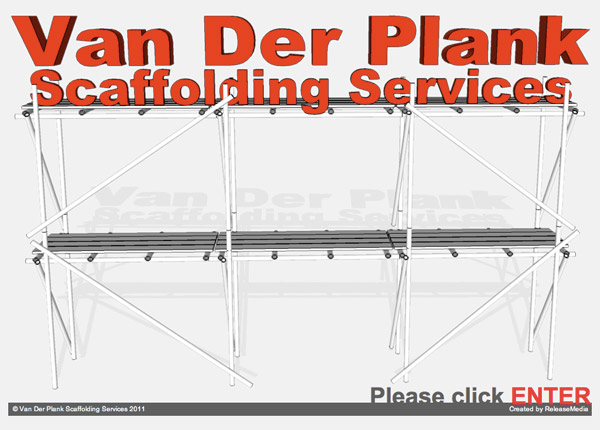 Van Der Plank
Scaffolding Services
Van Der Plank
Scaffolding Services
Please click ENTER
© Van Der Plank Scaffolding Services 2011
Created by ReleaseMedia